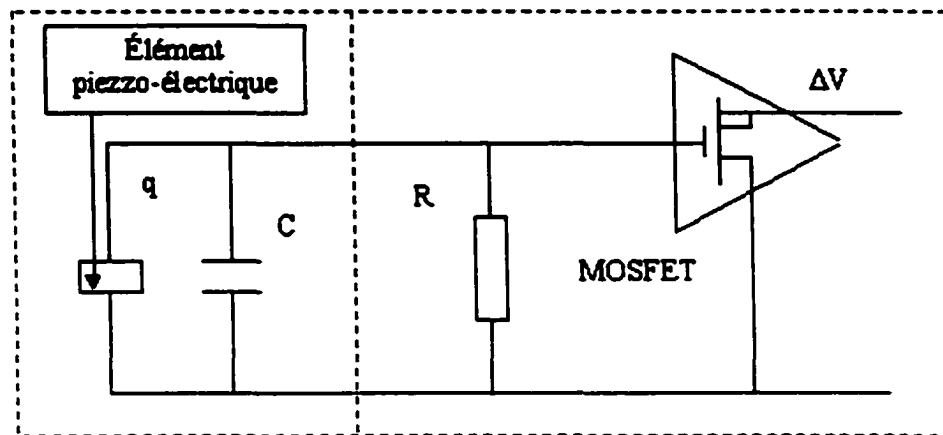 Élément
piezzo-électrique
ΔV
q
C
R
MOSFET